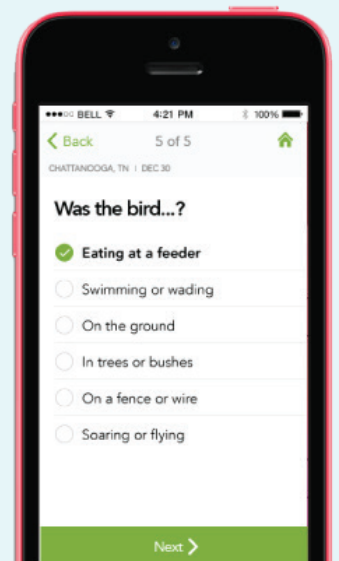 BELL 4:21 PM 100%
Back 5 of 5
CHATTANOOGA, TN | DEC 30
Was the bird...?
Eating at a feeder
Swimming or wading
On the ground
In trees or bushes
On a fence or wire
Soaring or flying
Next